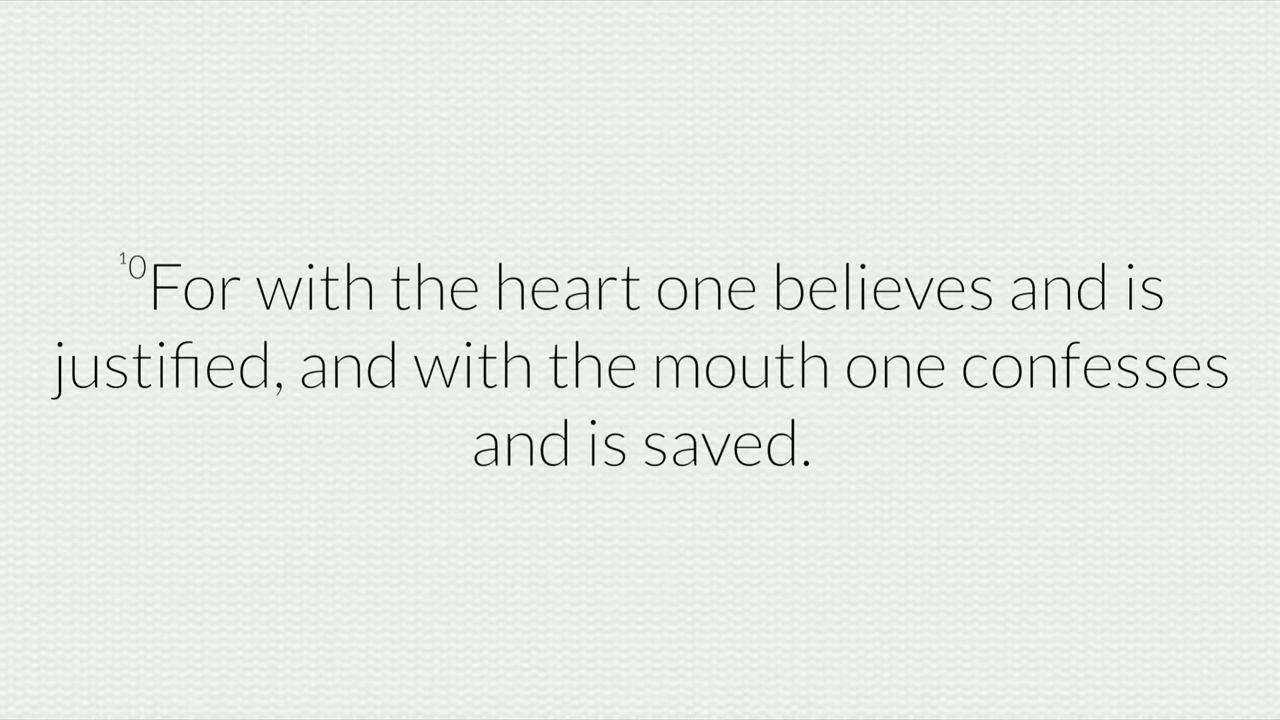 ¹⁰For with the heart one believes and is
justified, and with the mouth one confesses
and is saved.